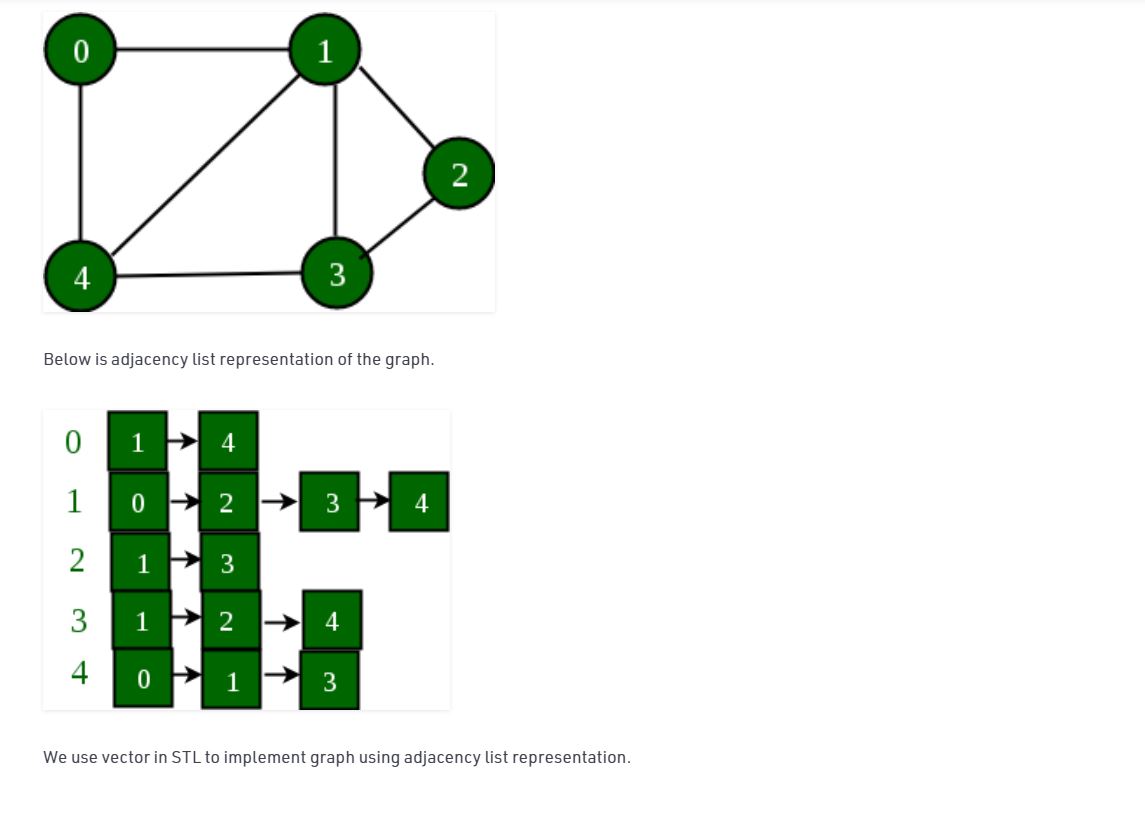 0 1
2
4 3
Below is adjacency list representation of the graph.
0 1 4
1 0 2 3 4
2 1 3
3 1 2 4
4 0 1 3
We use vector in STL to implement graph using adjacency list representation.